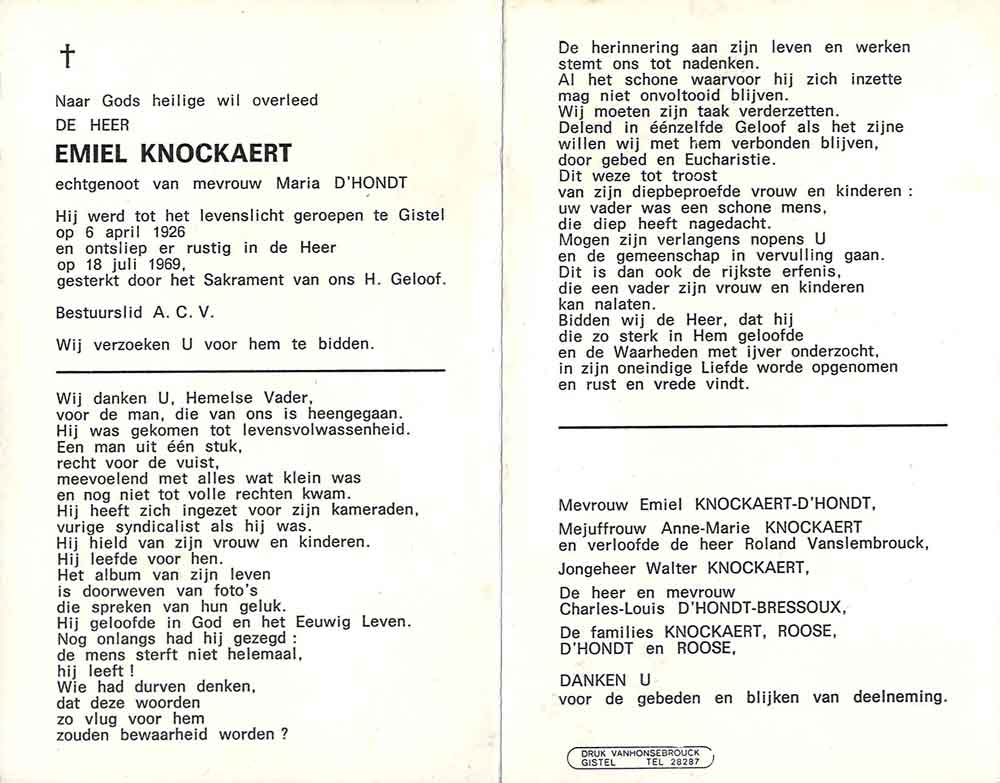 Naar Gods heilige wil overleed
DE HEER
EMIEL KNOCKAERT
echtgenoot van mevrouw Maria D'HONDT
Hij werd tot het levenslicht geroepen te Gistel
op 6 april 1926
en ontsliep er rustig in de Heer
op 18 juli 1969,
gesterkt door het Sakrament van ons H. Geloof.
Bestuurslid A. C. V.
Wij verzoeken U voor hem te bidden.
Wij danken U, Hemelse Vader,
voor de man, die van ons is heengegaan.
Hij was gekomen tot levensvolwassenheid.
Een man uit één stuk,
recht voor de vuist,
meevoelend met alles wat klein was
en nog niet tot volle rechten kwam.
Hij heeft zich ingezet voor zijn kameraden,
vurige syndicalist als hij was.
Hij hield van zijn vrouw en kinderen.
Hij leefde voor hen.
Het album van zijn leven
is doorweven van foto's
die spreken van hun geluk.
Hij geloofde in God en het Eeuwig Leven.
Nog onlangs had hij gezegd :
de mens sterft niet helemaal,
hij leeft !
Wie had durven denken,
dat deze woorden
zo vlug voor hem
zouden bewaarheid worden ?
De herinnering aan zijn leven en werken
stemt ons tot nadenken.
Al het schone waarvoor hij zich inzette
mag niet onvoltooid blijven.
Wij moeten zijn taak verderzetten.
Delend in éénzelfde Geloof als het zijne
willen wij met hem verbonden blijven,
door gebed en Eucharistie.
Dit weze tot troost
van zijn diepbeproefde vrouw en kinderen :
uw vader was een schone mens,
die diep heeft nagedacht.
Mogen zijn verlangens nopens U
en de gemeenschap in vervulling gaan.
Dit is dan ook de rijkste erfenis,
die een vader zijn vrouw en kinderen
kan nalaten.
Bidden wij de Heer, dat hij
die zo sterk in Hem geloofde
en de Waarheden met ijver onderzocht,
in zijn oneindige Liefde worde opgenomen
en rust en vrede vindt.
Mevrouw Emiel KNOCKAERT-D'HONDT,
Mejuffrouw Anne-Marie KNOCKAERT
en verloofde de heer Roland Vanslembrouck,
Jongeheer Walter KNOCKAERT,
De heer en mevrouw
Charles-Louis D'HONDT-BRESSOUX,
De families KNOCKAERT, ROOSE,
D'HONDT en ROOSE,
DANKEN U
voor de gebeden en blijken van deelneming.
DRUK VANHONSEBROUCK
GISTEL TEL 28287